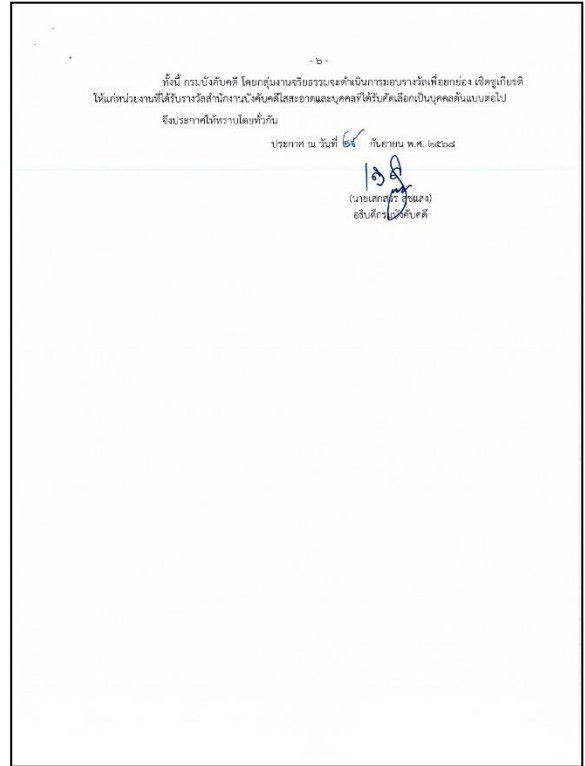 - ๒ -
ทั้งนี้ กรมบังคับคดี โดยกลุ่มงานจริยธรรมจะดำเนินการมอบรางวัลเพื่อยกย่อง เชิดชูเกียรติ
ให้แก่หน่วยงานที่ได้รับรางวัลสำนักงานบังคับคดีใสสะอาดและบุคคลที่ได้รับคัดเลือกเป็นบุคคลต้นแบบต่อไป
จึงประกาศให้ทราบโดยทั่วกัน
ประกาศ ณ วันที่ กันยายน พ.ศ. ๒๕๖๘
(นายเสกสรร สุขแสง)
อธิบดีกรมบังคับคดี